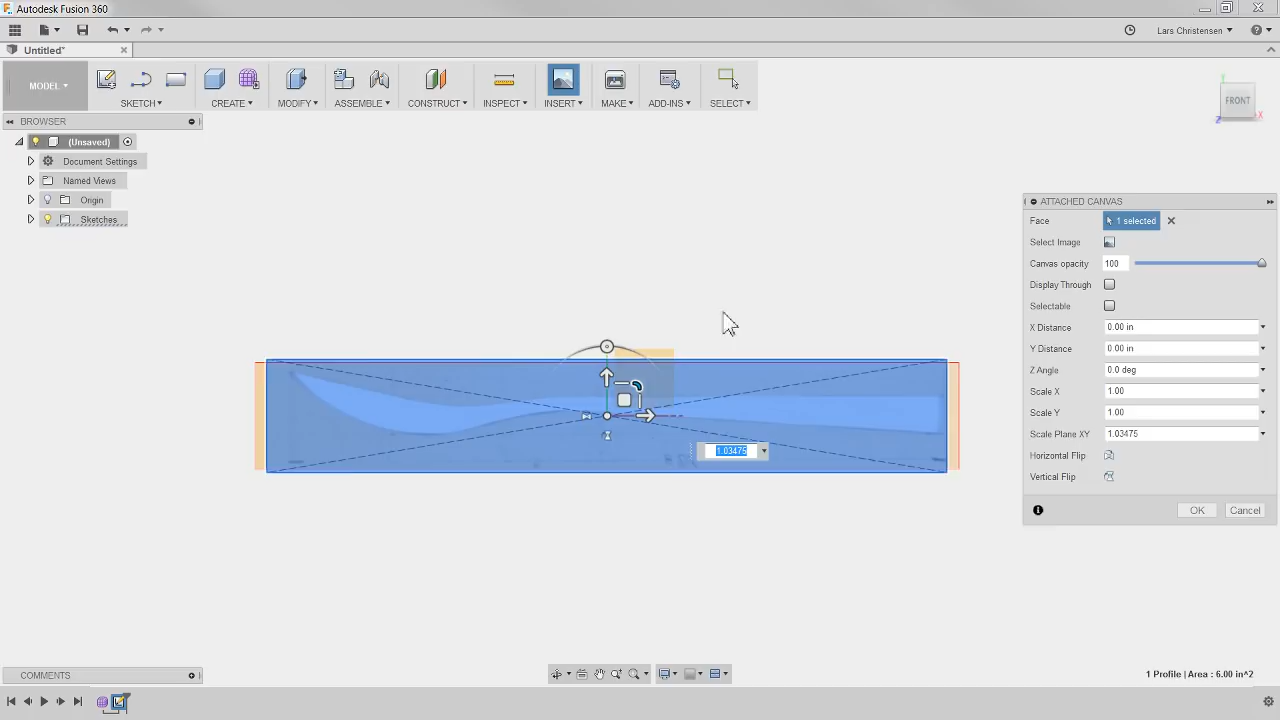 Autodesk Fusion 360
Lars Christensen
Untitled*
MODEL
SKETCH
CREATE
MODIFY
ASSEMBLE
CONSTRUCT
INSPECT
INSERT
MAKE
ADD-INS
SELECT
FRONT
Y
X
Z
BROWSER
(Unsaved)
Document Settings
Named Views
Origin
Sketches
ATTACHED CANVAS
Face 1 selected
Select Image
Canvas opacity 100
Display Through
Selectable
X Distance 0.00 in
Y Distance 0.00 in
Z Angle 0.0 deg
Scale X 1.00
Scale Y 1.00
Scale Plane XY 1.03475
Horizontal Flip
Vertical Flip
OK Cancel
1.03475
COMMENTS
1 Profile | Area : 6.00 in^2